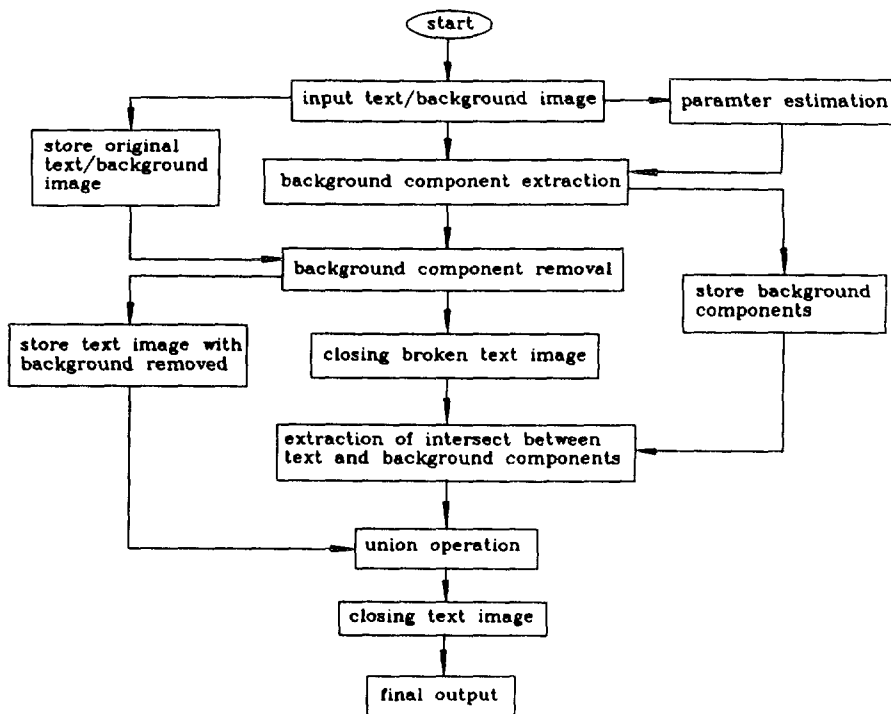 start
input text/background image
paramter estimation
store original
text/background
image
background component extraction
background component removal
store background
components
store text image with
background removed
closing broken text image
extraction of intersect between
text and background components
union operation
closing text image
final output